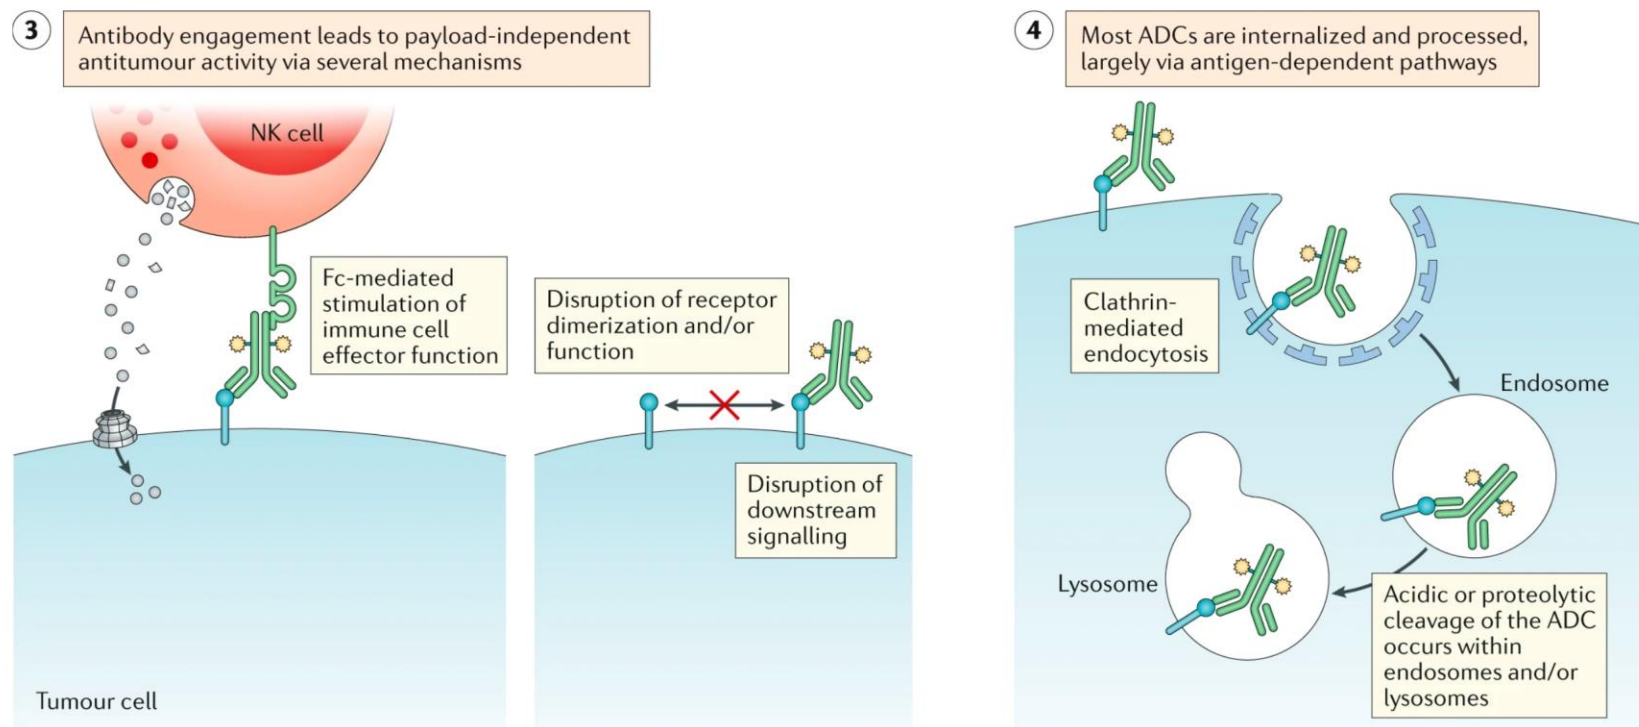 3
Antibody engagement leads to payload-independent
antitumour activity via several mechanisms
NK cell
Fc-mediated
stimulation of
immune cell
effector function
Disruption of receptor
dimerization and/or
function
Disruption of
downstream
signalling
Tumour cell
4
Most ADCs are internalized and processed,
largely via antigen-dependent pathways
Clathrin-
mediated
endocytosis
Endosome
Lysosome
Acidic or proteolytic
cleavage of the ADC
occurs within
endosomes and/or
lysosomes